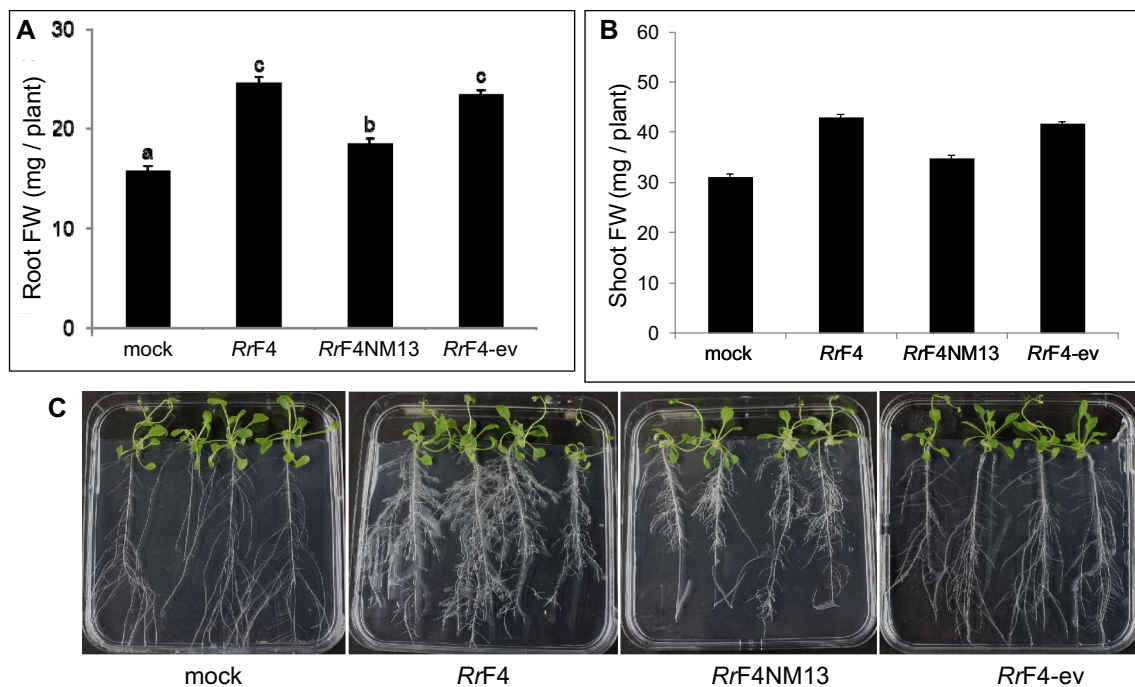 A
Root FW (mg / plant)
30
20
10
0
a
c
b
c
mock
RrF4
RrF4NM13
RrF4-ev
B
Shoot FW (mg / plant)
60
50
40
30
20
10
0
mock
RrF4
RrF4NM13
RrF4-ev
C
mock
RrF4
RrF4NM13
RrF4-ev